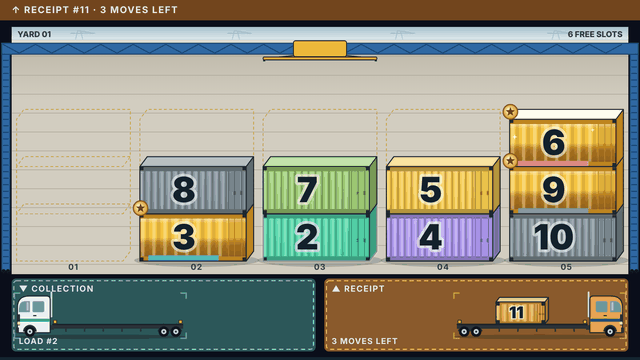 ↑ RECEIPT #11 · 3 MOVES LEFT
YARD 01
6 FREE SLOTS
6
8
7
5
9
3
2
4
10
01
02
03
04
05
▼ COLLECTION
LOAD #2
▲ RECEIPT
11
3 MOVES LEFT